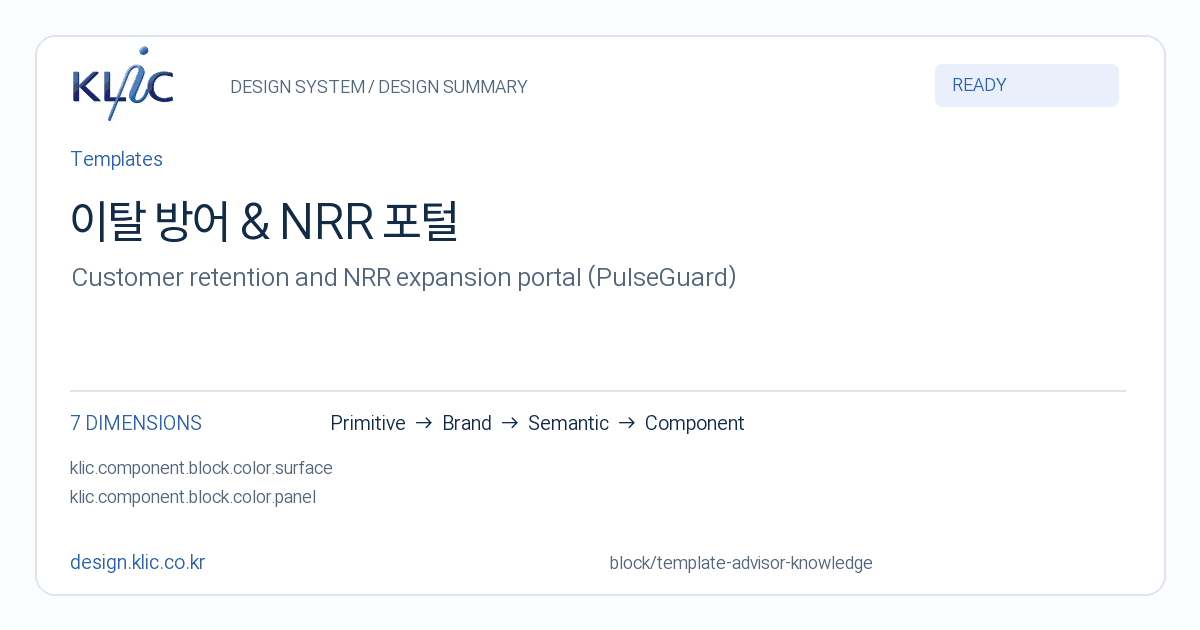 KLiC
DESIGN SYSTEM / DESIGN SUMMARY
READY
Templates
이탈 방어 & NRR 포털
Customer retention and NRR expansion portal (PulseGuard)
7 DIMENSIONS
Primitive → Brand → Semantic → Component
klic.component.block.color.surface
klic.component.block.color.panel
design.klic.co.kr
block/template-advisor-knowledge